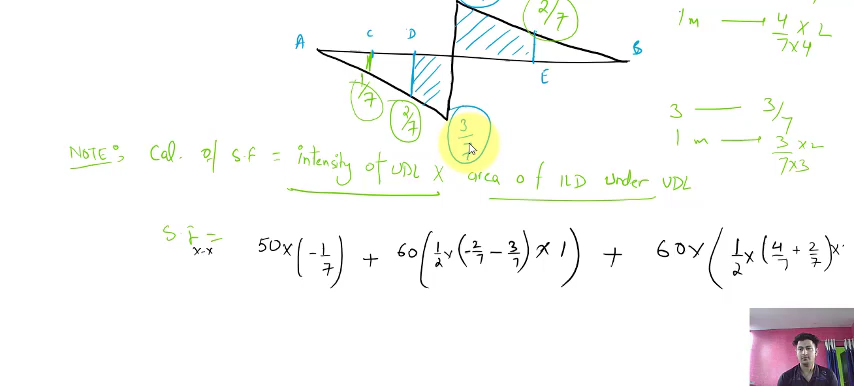 2/7
1m → 4/7×4 × 2
A C D B
E
1/7
2/7
3/7
3 — 3/7
1m → 3/7×3 × 2
NOTE: Cal. of S.F = intensity of UDL × area of ILD under UDL
S F x-x = 50×(-1/7) + 60(1/2×(-2/7 - 3/7)×1) + 60×(1/2×(4/7 + 2/7)×